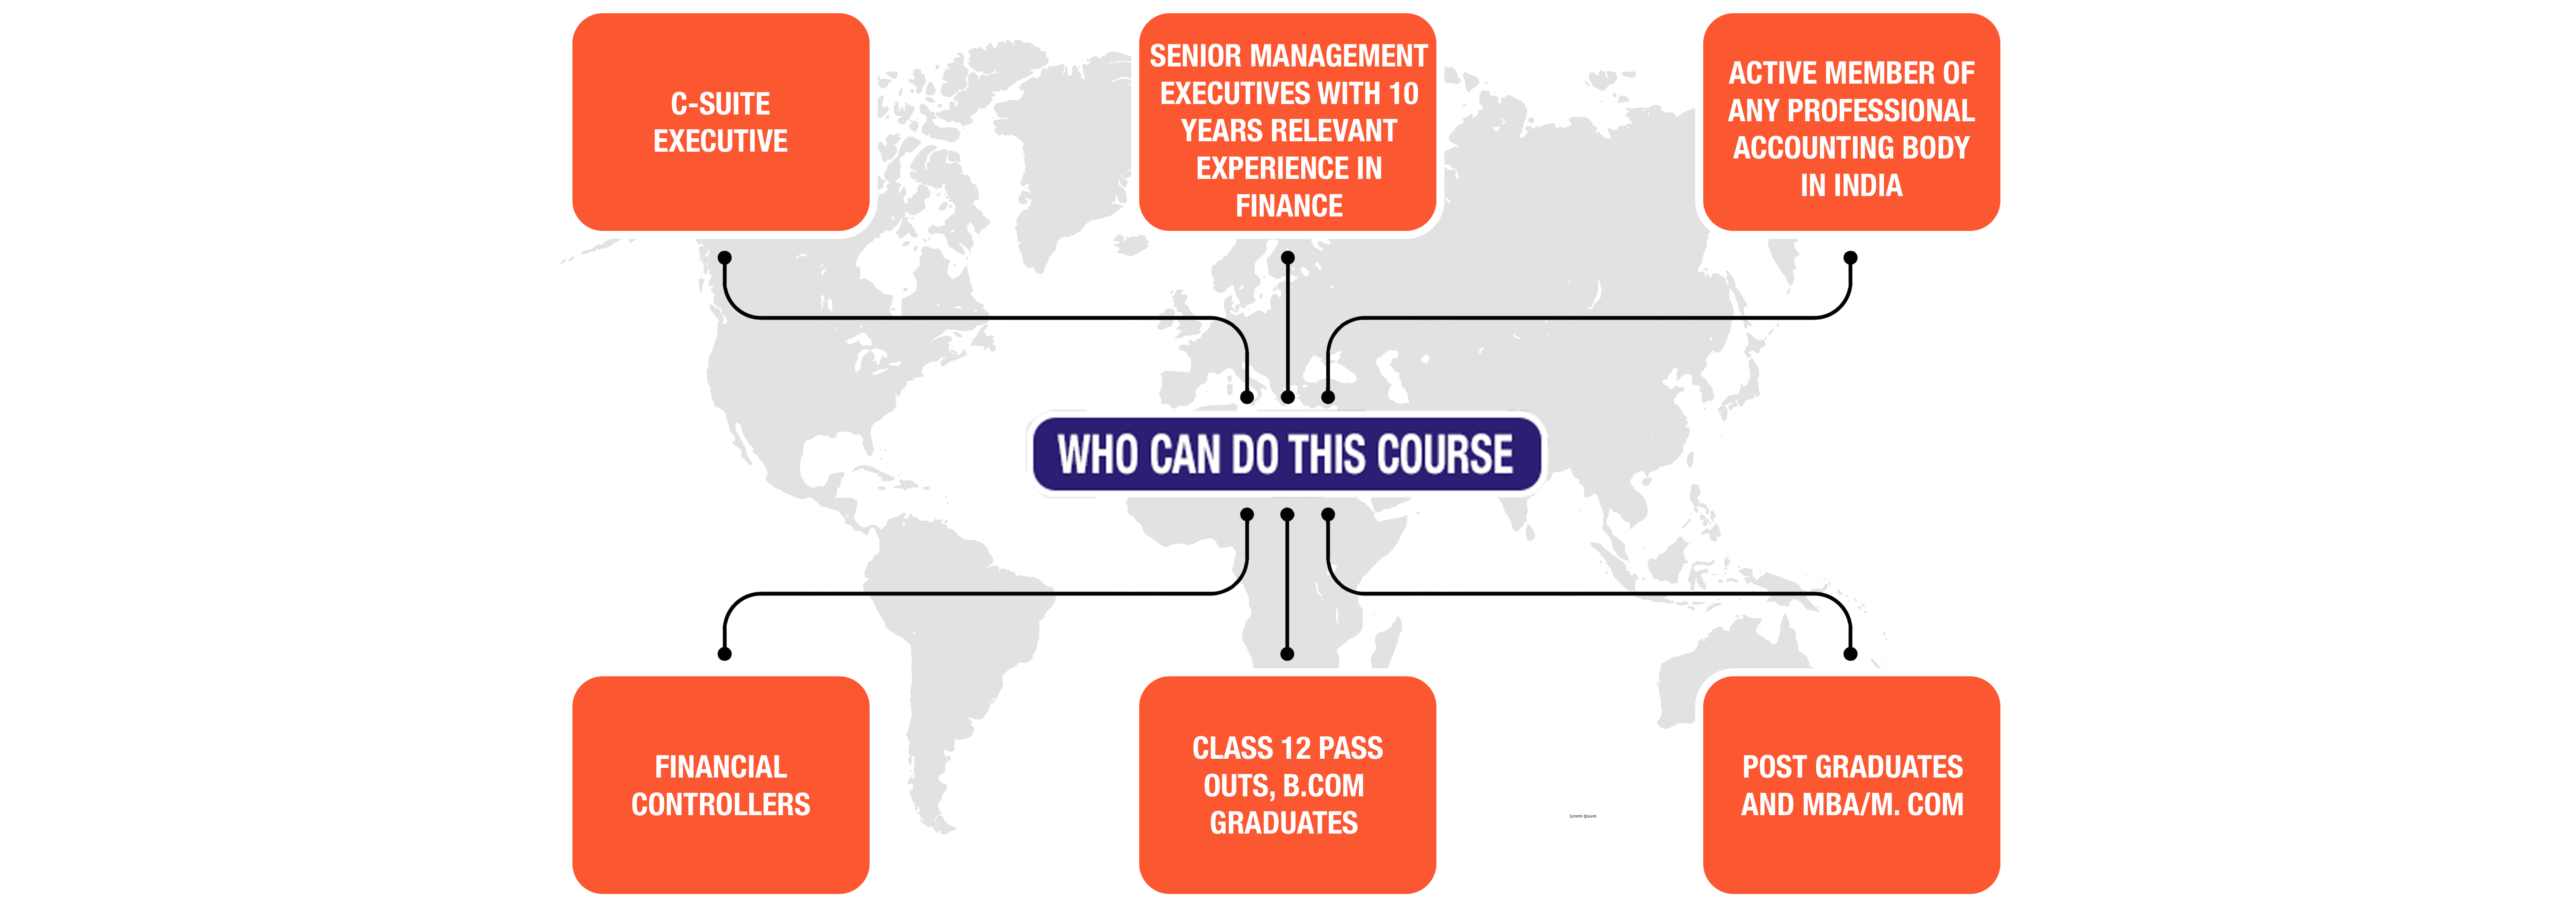 C-SUITE
EXECUTIVE
SENIOR MANAGEMENT
EXECUTIVES WITH 10
YEARS RELEVANT
EXPERIENCE IN
FINANCE
ACTIVE MEMBER OF
ANY PROFESSIONAL
ACCOUNTING BODY
IN INDIA
WHO CAN DO THIS COURSE
FINANCIAL
CONTROLLERS
CLASS 12 PASS
OUTS, B.COM
GRADUATES
Lorem Ipsum
POST GRADUATES
AND MBA/M. COM